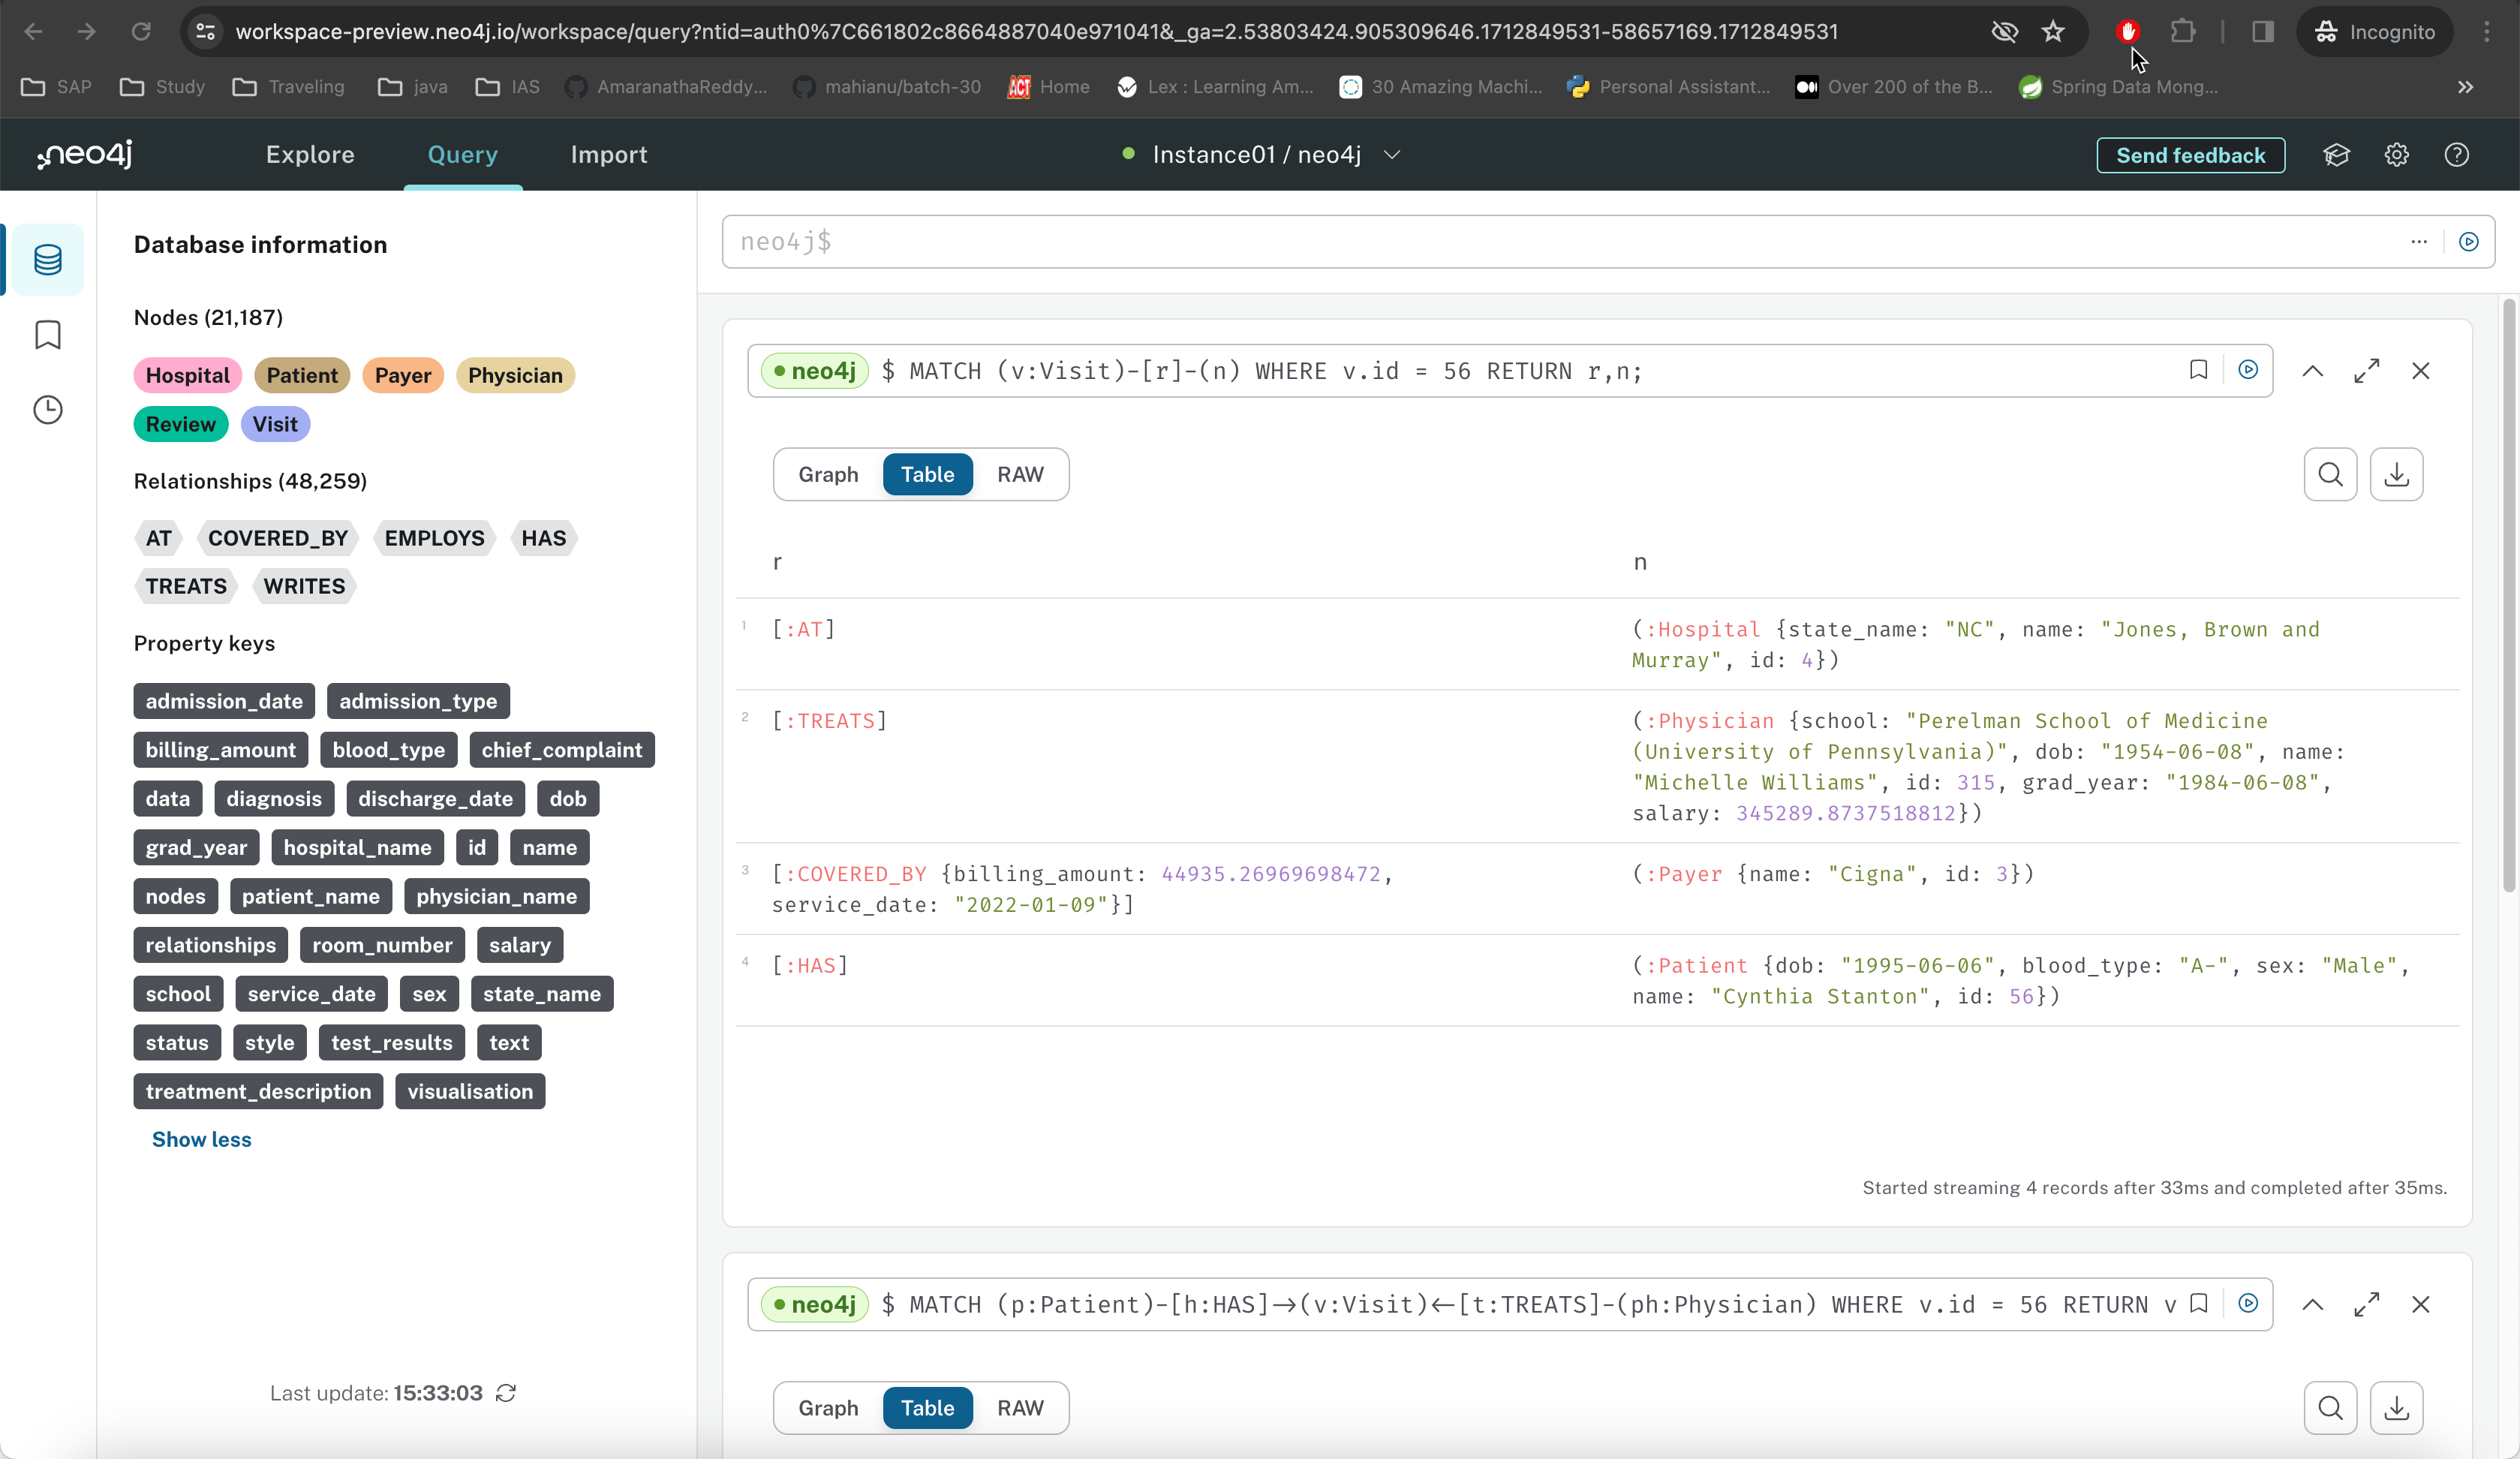 workspace-preview.neo4j.io/workspace/query?ntid=auth0%7C661802c8664887040e971041&_ga=2.53803424.905309646.1712849531-58657169.1712849531
Incognito
SAP Study Traveling java IAS AmaranathaReddy... mahianu/batch-30 ACT Home Lex : Learning Am... 30 Amazing Machi... Personal Assistant... Over 200 of the B... Spring Data Mong...
neo4j Explore Query Import Instance01 / neo4j Send feedback
Database information
Nodes (21,187)
Hospital Patient Payer Physician
Review Visit
Relationships (48,259)
AT COVERED_BY EMPLOYS HAS
TREATS WRITES
Property keys
admission_date admission_type
billing_amount blood_type chief_complaint
data diagnosis discharge_date dob
grad_year hospital_name id name
nodes patient_name physician_name
relationships room_number salary
school service_date sex state_name
status style test_results text
treatment_description visualisation
Show less
Last update: 15:33:03
neo4j$
neo4j $ MATCH (v:Visit)-[r]-(n) WHERE v.id = 56 RETURN r,n;
Graph Table RAW
r n
1 [:AT] (:Hospital {state_name: "NC", name: "Jones, Brown and
Murray", id: 4})
2 [:TREATS] (:Physician {school: "Perelman School of Medicine
(University of Pennsylvania)", dob: "1954-06-08", name:
"Michelle Williams", id: 315, grad_year: "1984-06-08",
salary: 345289.8737518812})
3 [:COVERED_BY {billing_amount: 44935.26969698472, (:Payer {name: "Cigna", id: 3})
service_date: "2022-01-09"}]
4 [:HAS] (:Patient {dob: "1995-06-06", blood_type: "A-", sex: "Male",
name: "Cynthia Stanton", id: 56})
Started streaming 4 records after 33ms and completed after 35ms.
neo4j $ MATCH (p:Patient)-[h:HAS]->(v:Visit)<-[t:TREATS]-(ph:Physician) WHERE v.id = 56 RETURN v
Graph Table RAW